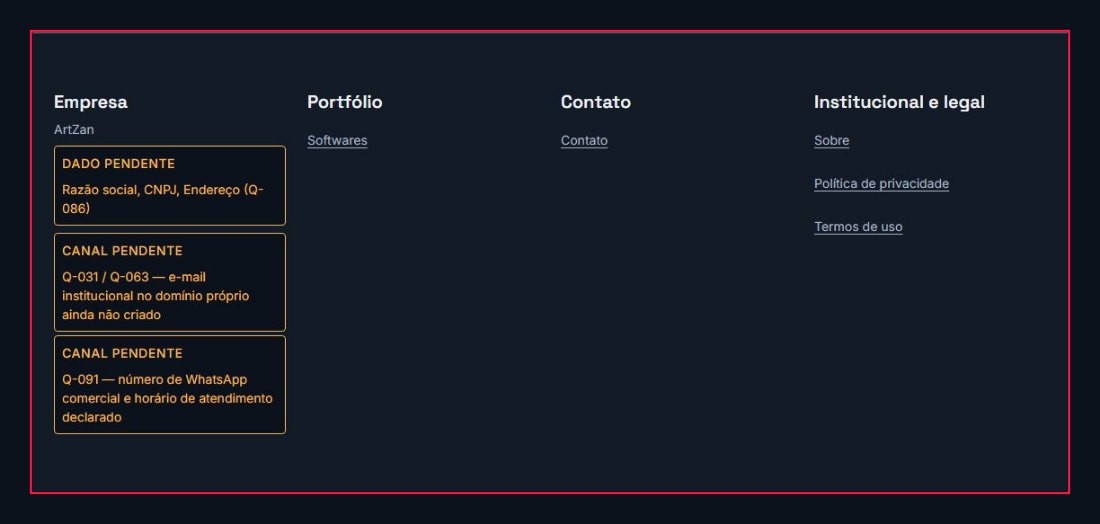 Empresa
ArtZan
DADO PENDENTE
Razão social, CNPJ, Endereço (Q-
086)
CANAL PENDENTE
Q-031 / Q-063 — e-mail
institucional no domínio próprio
ainda não criado
CANAL PENDENTE
Q-091 — número de WhatsApp
comercial e horário de atendimento
declarado
Portfólio
Softwares
Contato
Contato
Institucional e legal
Sobre
Política de privacidade
Termos de uso